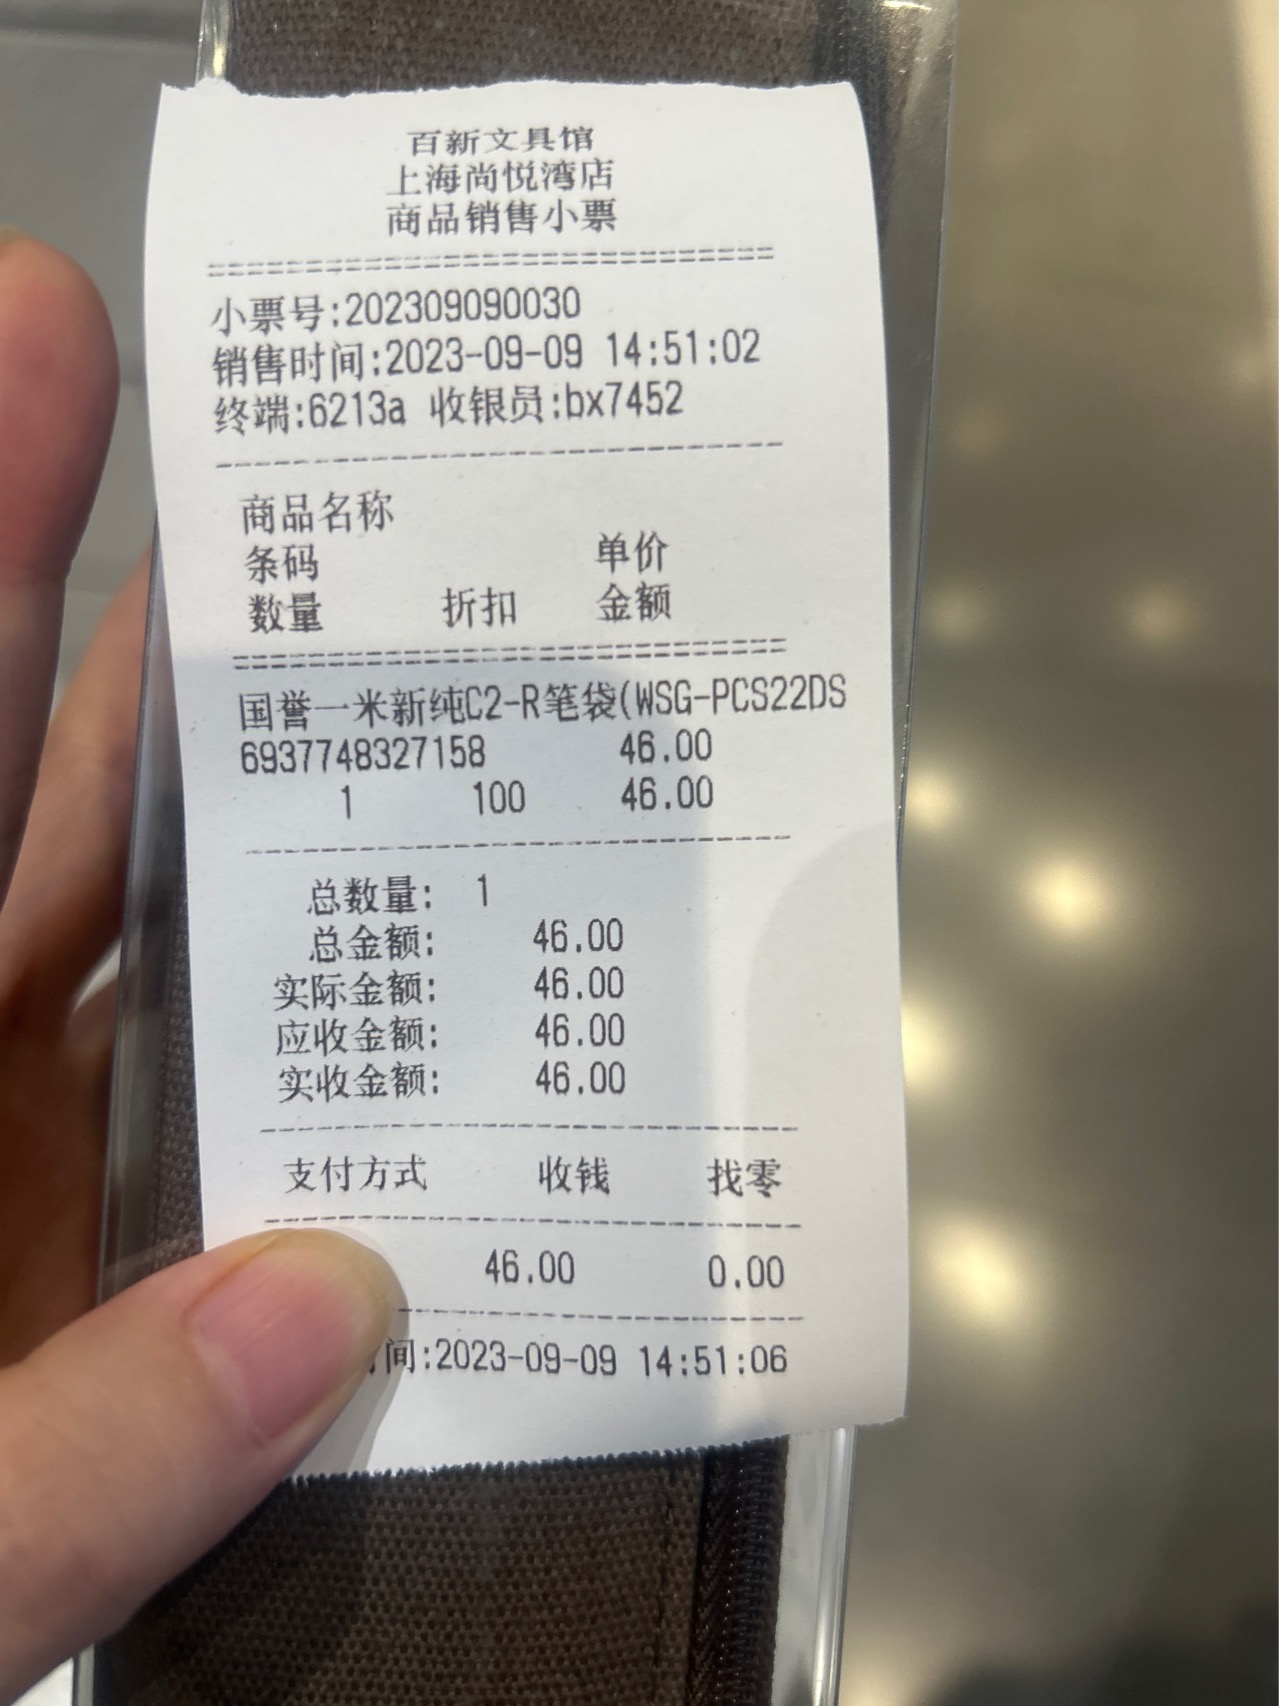 百新文具馆
上海尚悦湾店
商品销售小票
================================
小票号:202309090030
销售时间:2023-09-09 14:51:02
终端:6213a 收银员:bx7452
--------------------------------
商品名称
条码 单价
数量 折扣 金额
================================
国誉一米新纯C2-R笔袋(WSG-PCS22DS
6937748327158 46.00
1 100 46.00
--------------------------------
总数量: 1
总金额: 46.00
实际金额: 46.00
应收金额: 46.00
实收金额: 46.00
--------------------------------
支付方式 收钱 找零
--------------------------------
46.00 0.00
--------------------------------
间:2023-09-09 14:51:06